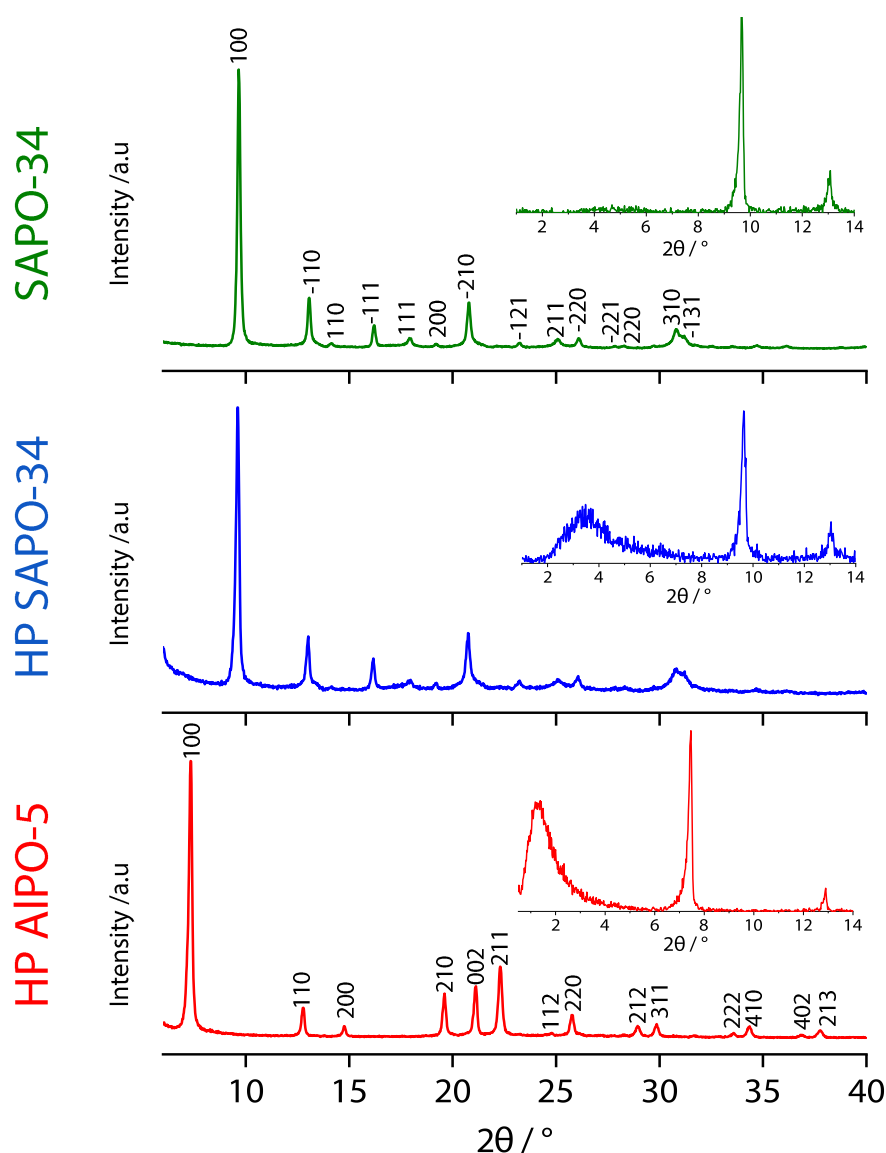 SAPO-34
Intensity /a.u
100
-110
110
-111
111
200
-210
-121
211
-220
-221
220
310
-131
2 4 6 8 10 12 14
2θ / °
HP SAPO-34
Intensity /a.u
2 4 6 8 10 12 14
2θ / °
HP AlPO-5
Intensity /a.u
100
110
200
210
002
211
112
220
212
311
222
410
402
213
2 4 6 8 10 12 14
2θ / °
10 15 20 25 30 35 40
2θ / °